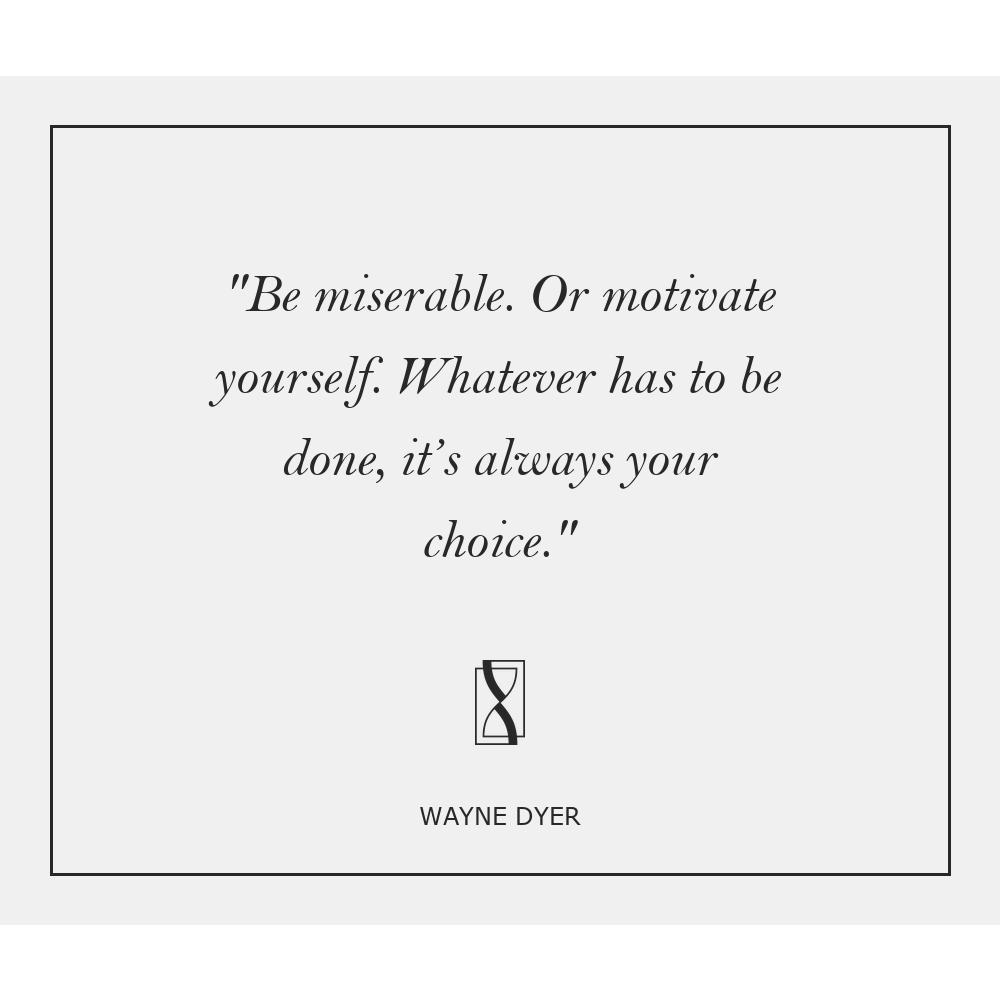 "Be miserable. Or motivate
yourself. Whatever has to be
done, it’s always your
choice."
WAYNE DYER